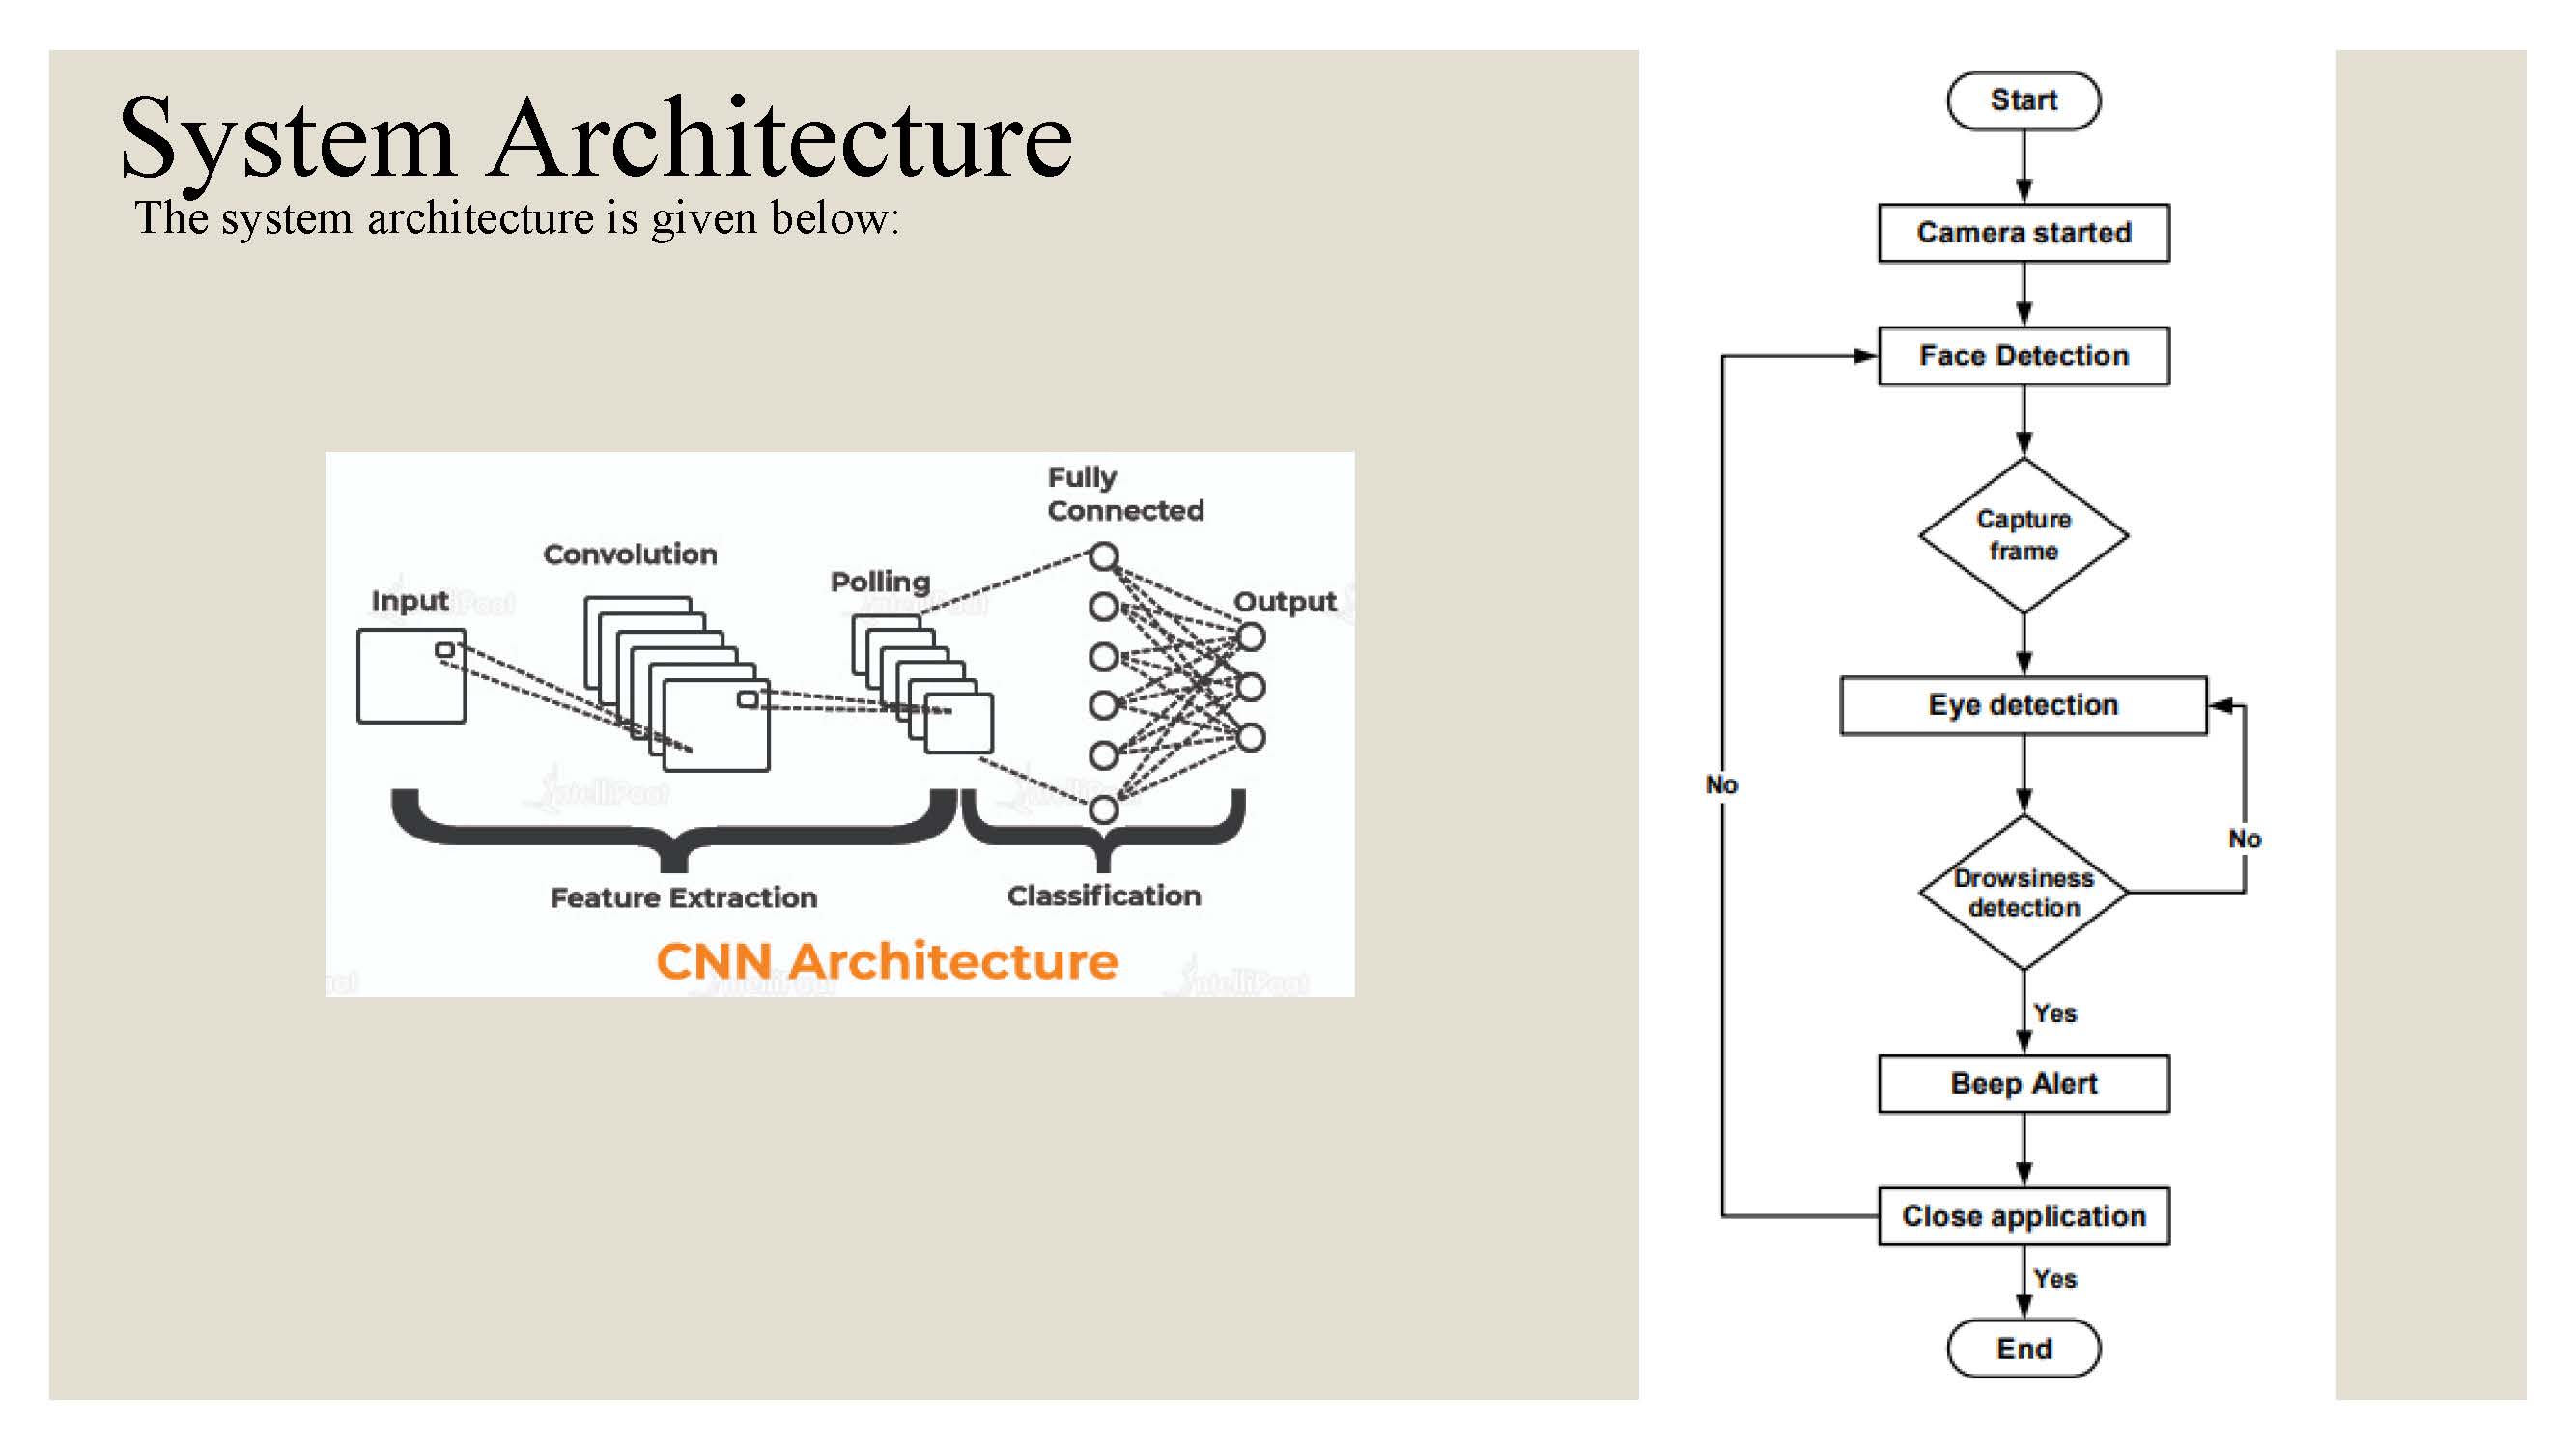 System Architecture
The system architecture is given below:
Fully
Connected
Convolution
Polling
Input
Output
Feature Extraction
Classification
CNN Architecture
Start
Camera started
Face Detection
Capture
frame
Eye detection
No
No
Drowsiness
detection
Yes
Beep Alert
Close application
Yes
End